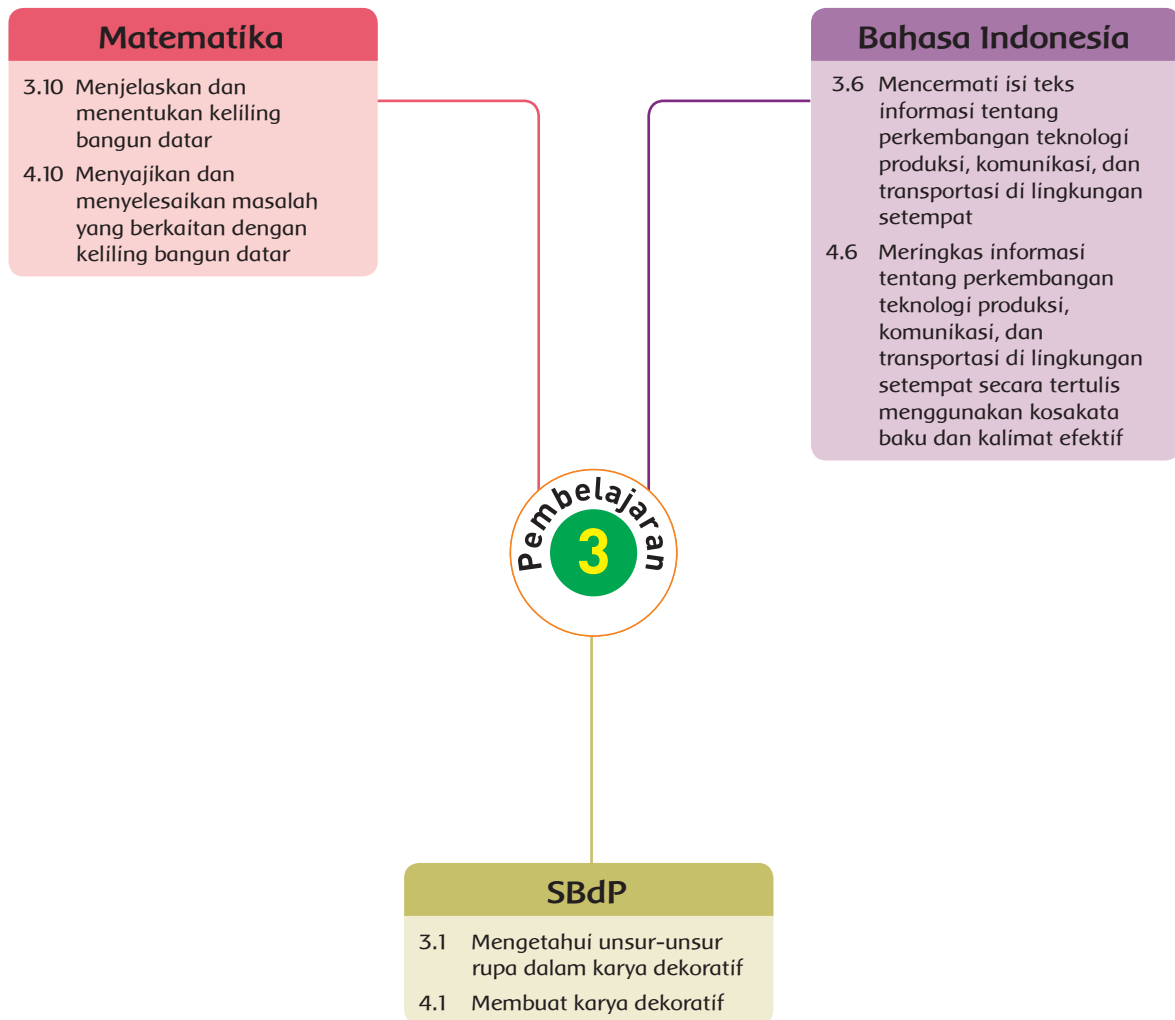 Matematika
3.10 Menjelaskan dan
menentukan keliling
bangun datar
4.10 Menyajikan dan
menyelesaikan masalah
yang berkaitan dengan
keliling bangun datar
Bahasa Indonesia
3.6 Mencermati isi teks
informasi tentang
perkembangan teknologi
produksi, komunikasi, dan
transportasi di lingkungan
setempat
4.6 Meringkas informasi
tentang perkembangan
teknologi produksi,
komunikasi, dan
transportasi di lingkungan
setempat secara tertulis
menggunakan kosakata
baku dan kalimat efektif
Pembelajaran
3
SBdP
3.1 Mengetahui unsur-unsur
rupa dalam karya dekoratif
4.1 Membuat karya dekoratif